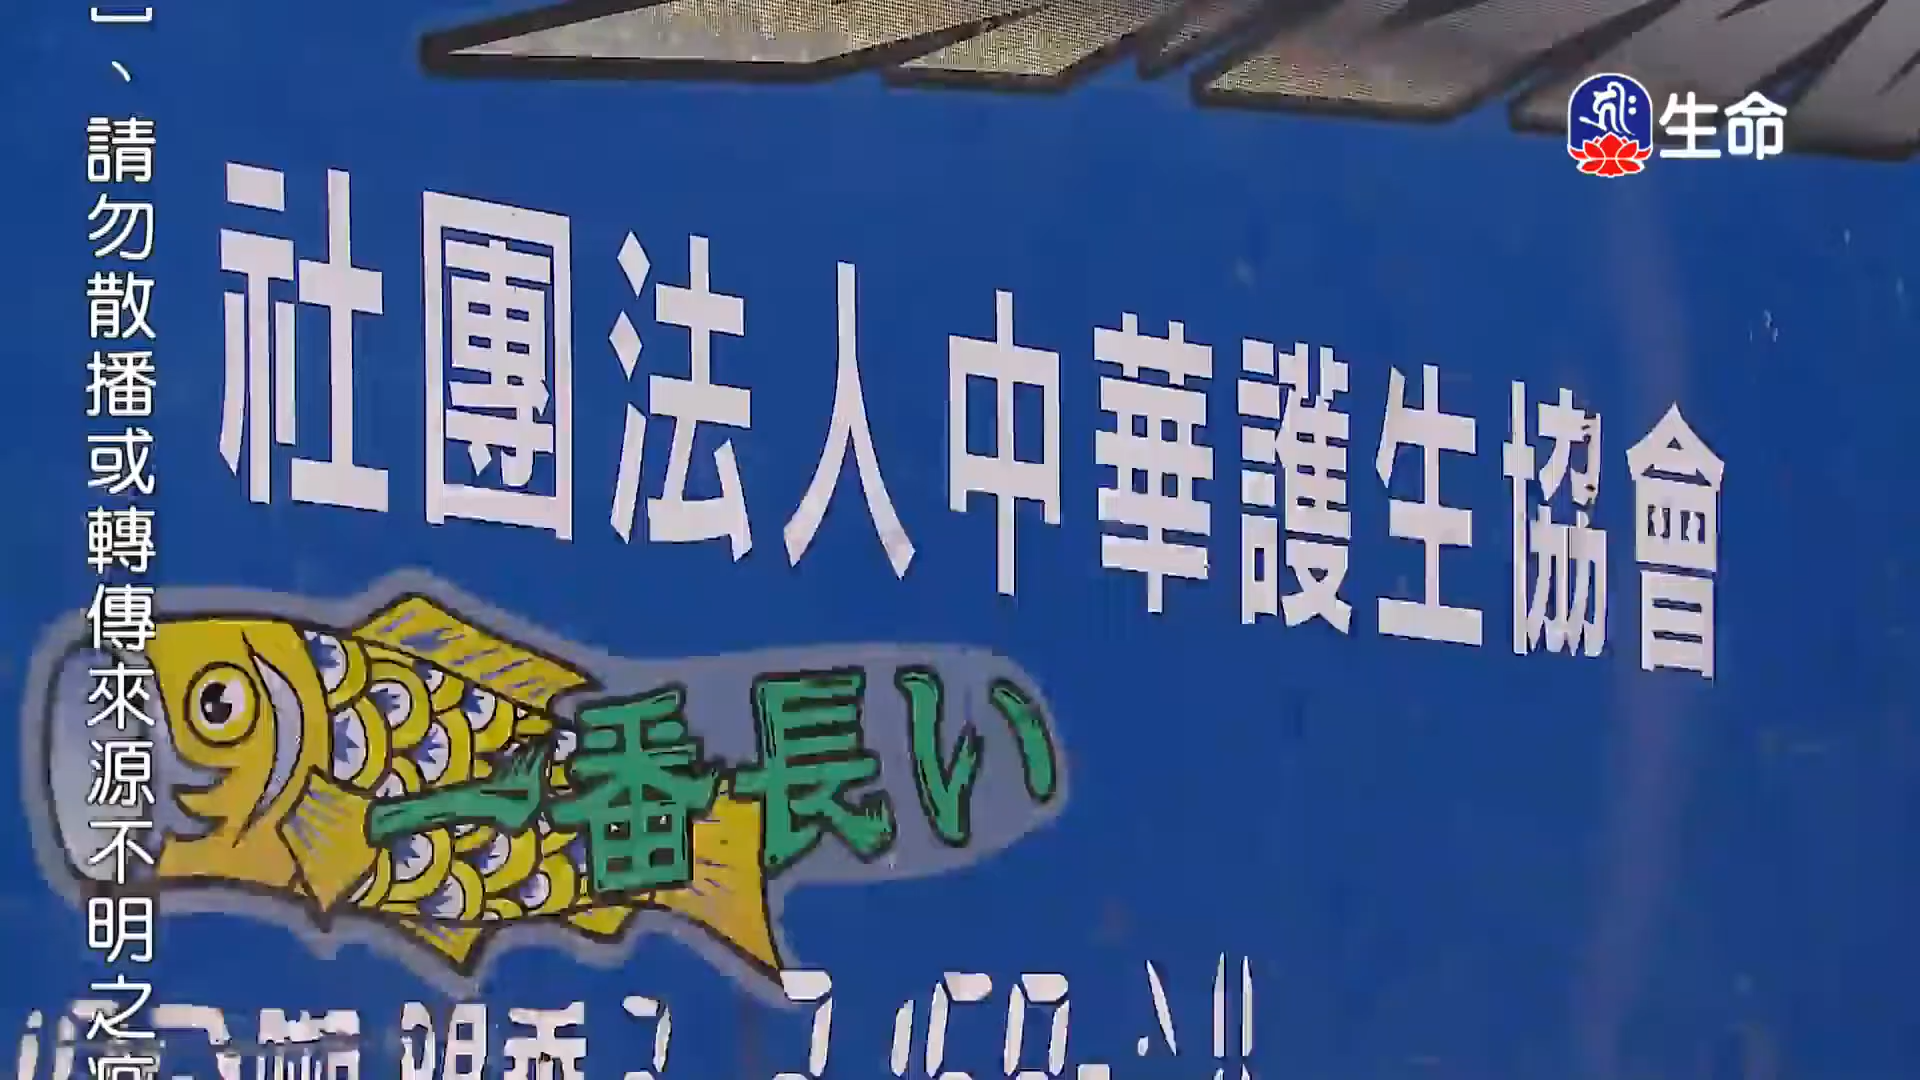 、請勿散播或轉傳來源不明之
生命
社團法人中華護生協會
一番長い